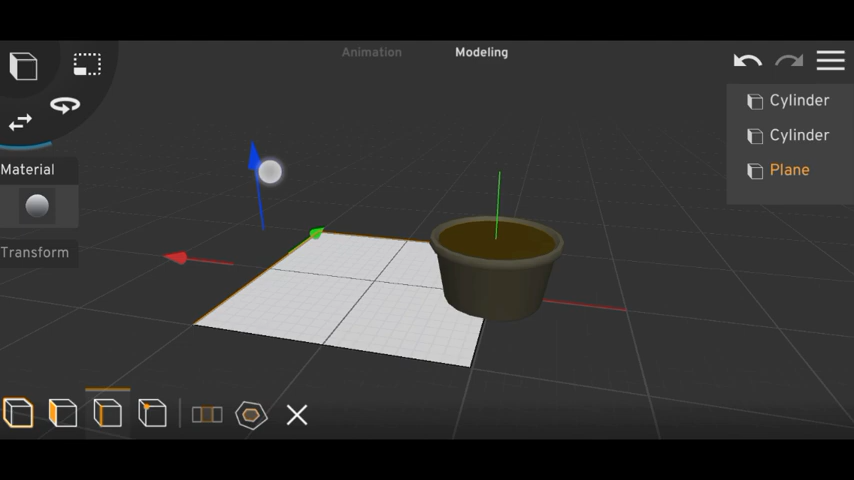 Animation
Modeling
Cylinder
Cylinder
Plane
Material
Transform